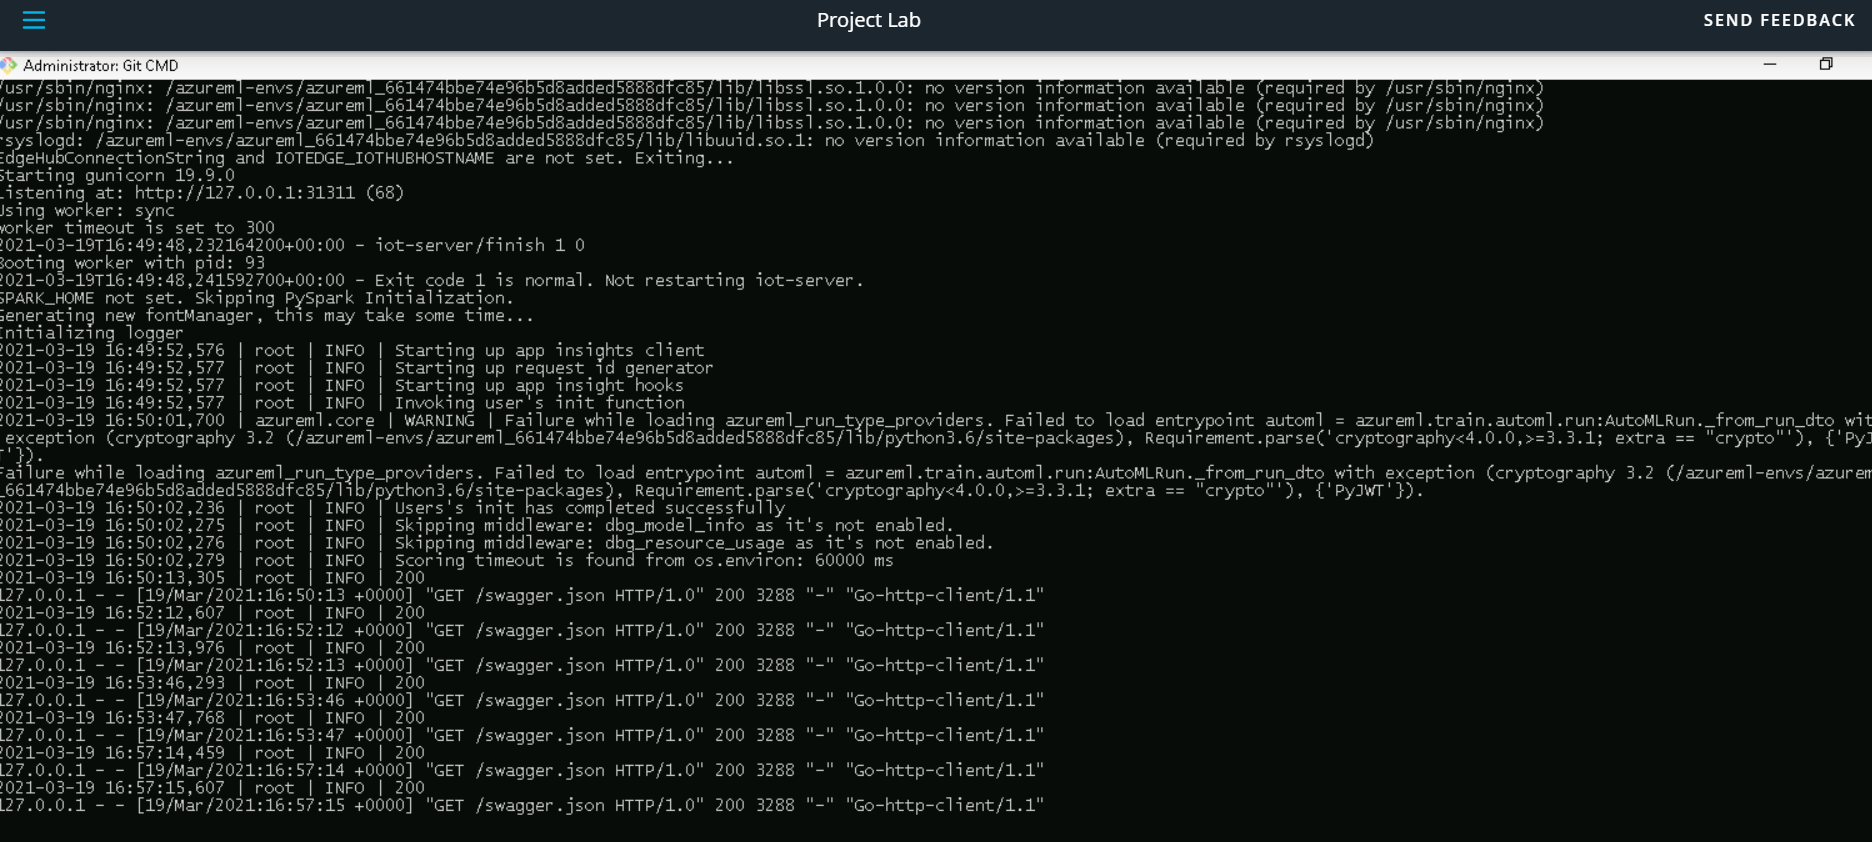 Project Lab
SEND FEEDBACK
Administrator: Git CMD
/usr/sbin/nginx: /azureml-envs/azureml_661474bbe74e96b5d8added5888dfc85/lib/libssl.so.1.0.0: no version information available (required by /usr/sbin/nginx)
/usr/sbin/nginx: /azureml-envs/azureml_661474bbe74e96b5d8added5888dfc85/lib/libssl.so.1.0.0: no version information available (required by /usr/sbin/nginx)
/usr/sbin/nginx: /azureml-envs/azureml_661474bbe74e96b5d8added5888dfc85/lib/libssl.so.1.0.0: no version information available (required by /usr/sbin/nginx)
rsyslogd: /azureml-envs/azureml_661474bbe74e96b5d8added5888dfc85/lib/libuuid.so.1: no version information available (required by rsyslogd)
EdgeHubConnectionString and IOTEDGE_IOTHUBHOSTNAME are not set. Exiting...
Starting gunicorn 19.9.0
Listening at: http://127.0.0.1:31311 (68)
Using worker: sync
worker timeout is set to 300
2021-03-19T16:49:48,232164200+00:00 - iot-server/finish 1 0
Booting worker with pid: 93
2021-03-19T16:49:48,241592700+00:00 - Exit code 1 is normal. Not restarting iot-server.
SPARK_HOME not set. Skipping PySpark Initialization.
Generating new fontManager, this may take some time...
Initializing logger
2021-03-19 16:49:52,576 | root | INFO | Starting up app insights client
2021-03-19 16:49:52,577 | root | INFO | Starting up request id generator
2021-03-19 16:49:52,577 | root | INFO | Starting up app insight hooks
2021-03-19 16:49:52,577 | root | INFO | Invoking user's init function
2021-03-19 16:50:01,700 | azureml.core | WARNING | Failure while loading azureml_run_type_providers. Failed to load entrypoint automl = azureml.train.automl.run:AutoMLRun._from_run_dto wit
exception (cryptography 3.2 (/azureml-envs/azureml_661474bbe74e96b5d8added5888dfc85/lib/python3.6/site-packages), Requirement.parse('cryptography<4.0.0,>=3.3.1; extra == "crypto"'), {'PyJ
T'}).
Failure while loading azureml_run_type_providers. Failed to load entrypoint automl = azureml.train.automl.run:AutoMLRun._from_run_dto with exception (cryptography 3.2 (/azureml-envs/azurem
_661474bbe74e96b5d8added5888dfc85/lib/python3.6/site-packages), Requirement.parse('cryptography<4.0.0,>=3.3.1; extra == "crypto"'), {'PyJWT'}).
2021-03-19 16:50:02,236 | root | INFO | Users's init has completed successfully
2021-03-19 16:50:02,275 | root | INFO | Skipping middleware: dbg_model_info as it's not enabled.
2021-03-19 16:50:02,276 | root | INFO | Skipping middleware: dbg_resource_usage as it's not enabled.
2021-03-19 16:50:02,279 | root | INFO | Scoring timeout is found from os.environ: 60000 ms
2021-03-19 16:50:13,305 | root | INFO | 200
127.0.0.1 - - [19/Mar/2021:16:50:13 +0000] "GET /swagger.json HTTP/1.0" 200 3288 "-" "Go-http-client/1.1"
2021-03-19 16:52:12,607 | root | INFO | 200
127.0.0.1 - - [19/Mar/2021:16:52:12 +0000] "GET /swagger.json HTTP/1.0" 200 3288 "-" "Go-http-client/1.1"
2021-03-19 16:52:13,976 | root | INFO | 200
127.0.0.1 - - [19/Mar/2021:16:52:13 +0000] "GET /swagger.json HTTP/1.0" 200 3288 "-" "Go-http-client/1.1"
2021-03-19 16:53:46,293 | root | INFO | 200
127.0.0.1 - - [19/Mar/2021:16:53:46 +0000] "GET /swagger.json HTTP/1.0" 200 3288 "-" "Go-http-client/1.1"
2021-03-19 16:53:47,768 | root | INFO | 200
127.0.0.1 - - [19/Mar/2021:16:53:47 +0000] "GET /swagger.json HTTP/1.0" 200 3288 "-" "Go-http-client/1.1"
2021-03-19 16:57:14,459 | root | INFO | 200
127.0.0.1 - - [19/Mar/2021:16:57:14 +0000] "GET /swagger.json HTTP/1.0" 200 3288 "-" "Go-http-client/1.1"
2021-03-19 16:57:15,607 | root | INFO | 200
127.0.0.1 - - [19/Mar/2021:16:57:15 +0000] "GET /swagger.json HTTP/1.0" 200 3288 "-" "Go-http-client/1.1"